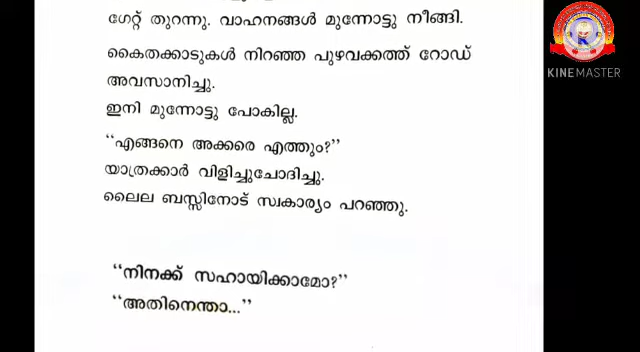 ഗേറ്റ് തുറന്നു. വാഹനങ്ങൾ മുന്നോട്ടു നീങ്ങി.
കൈതക്കാടുകൾ നിറഞ്ഞ പുഴവക്കത്ത് റോഡ്
അവസാനിച്ചു.
ഇനി മുന്നോട്ടു പോകില്ല.
“എങ്ങനെ അക്കരെ എത്തും?”
യാത്രക്കാർ വിളിച്ചുചോദിച്ചു.
ലൈല ബസ്സിനോട് സ്വകാര്യം പറഞ്ഞു.
“നിനക്ക് സഹായിക്കാമോ?”
“അതിനെന്താ...”
KINEMASTER